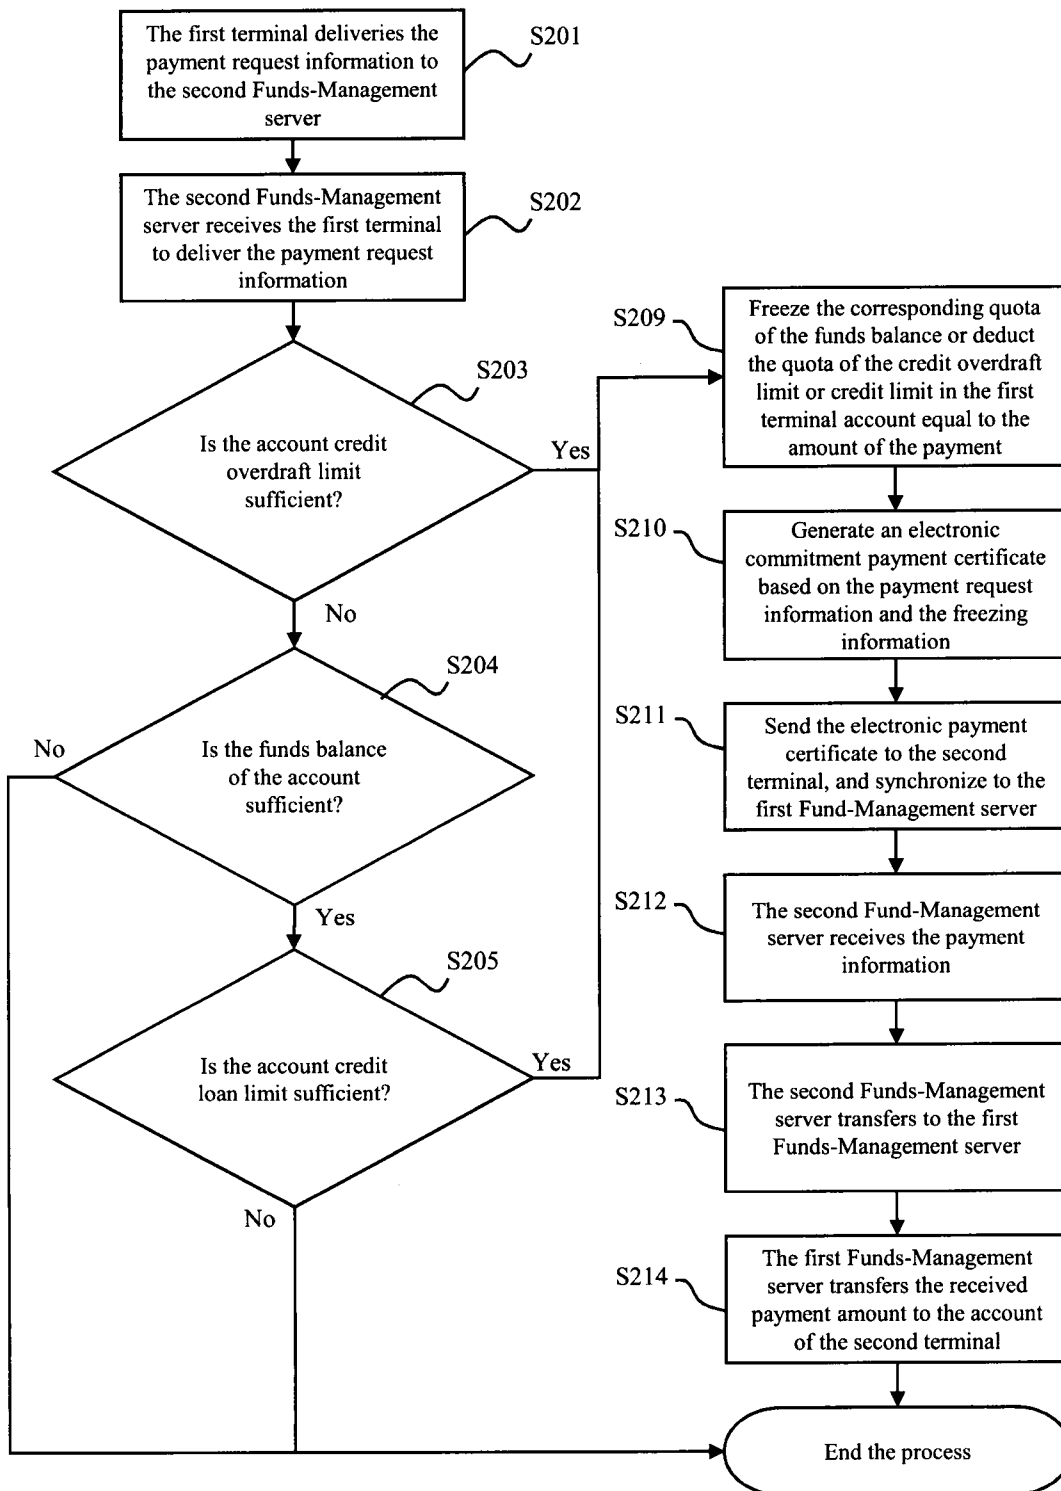 The first terminal deliveries the
payment request information to
the second Funds-Management
server
S201
The second Funds-Management
server receives the first terminal
to deliver the payment request
information
S202
Is the account credit
overdraft limit
sufficient?
S203
Yes
No
Is the funds balance
of the account
sufficient?
S204
No
Yes
Is the account credit
loan limit sufficient?
S205
Yes
No
S209
Freeze the corresponding quota
of the funds balance or deduct
the quota of the credit overdraft
limit or credit limit in the first
terminal account equal to the
amount of the payment
S210
Generate an electronic
commitment payment certificate
based on the payment request
information and the freezing
information
S211
Send the electronic payment
certificate to the second
terminal, and synchronize to the
first Fund-Management server
S212
The second Fund-Management
server receives the payment
information
S213
The second Funds-Management
server transfers to the first
Funds-Management server
S214
The first Funds-Management
server transfers the received
payment amount to the account
of the second terminal
End the process